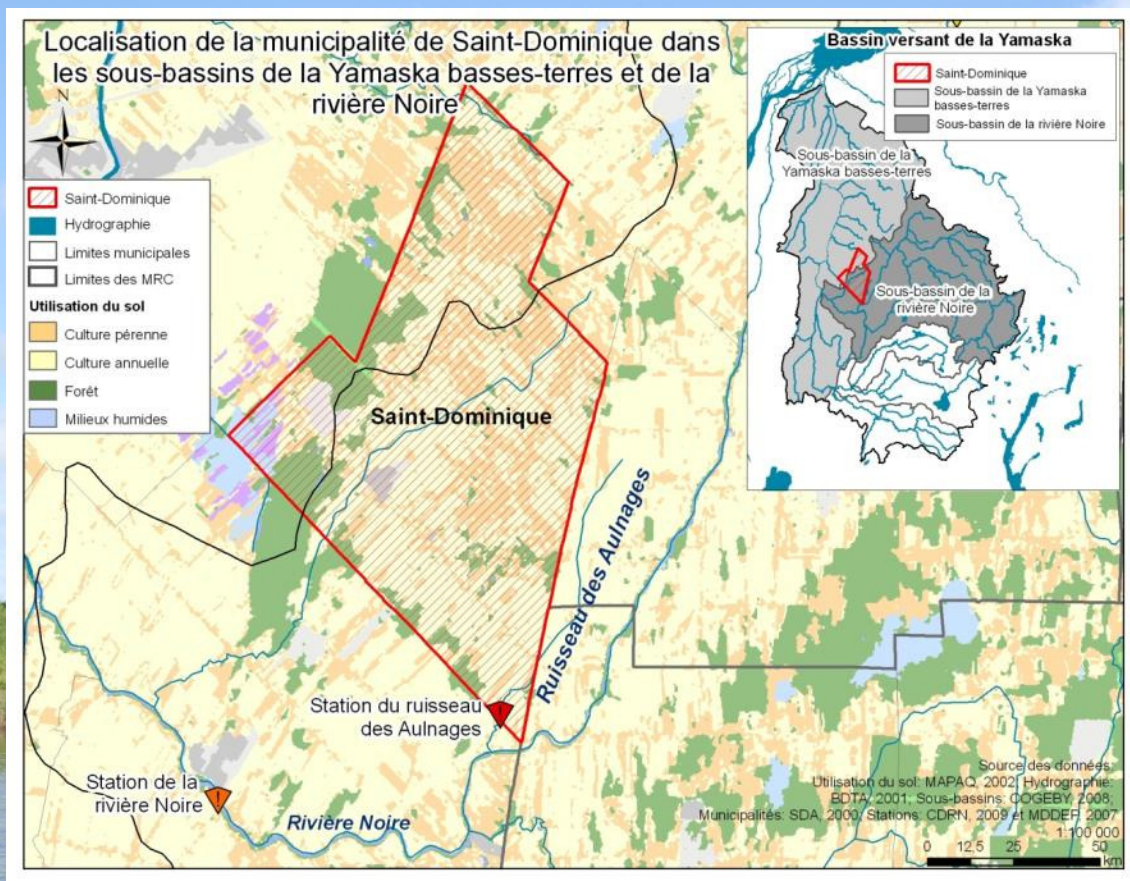 Localisation de la municipalité de Saint-Dominique dans
les sous-bassins de la Yamaska basses-terres et de la
rivière Noire
N
Saint-Dominique
Hydrographie
Limites municipales
Limites des MRC
Utilisation du sol
Culture pérenne
Culture annuelle
Forêt
Milieux humides
Bassin versant de la Yamaska
Saint-Dominique
Sous-bassin de la Yamaska
basses-terres
Sous-bassin de la rivière Noire
Sous-bassin de la
Yamaska basses-terres
Sous-bassin de la
rivière Noire
Saint-Dominique
Ruisseau des Aulnages
Station du ruisseau
des Aulnages
!
Station de la
rivière Noire
!
Rivière Noire
Source des données:
Utilisation du sol: MAPAQ, 2002; Hydrographie:
BDTA, 2001; Sous-bassins: COGEBY, 2008;
Municipalités: SDA, 2000; Stations: CDRN, 2009 et MDDEP, 2007
1:100 000
0 12,5 25 50
km